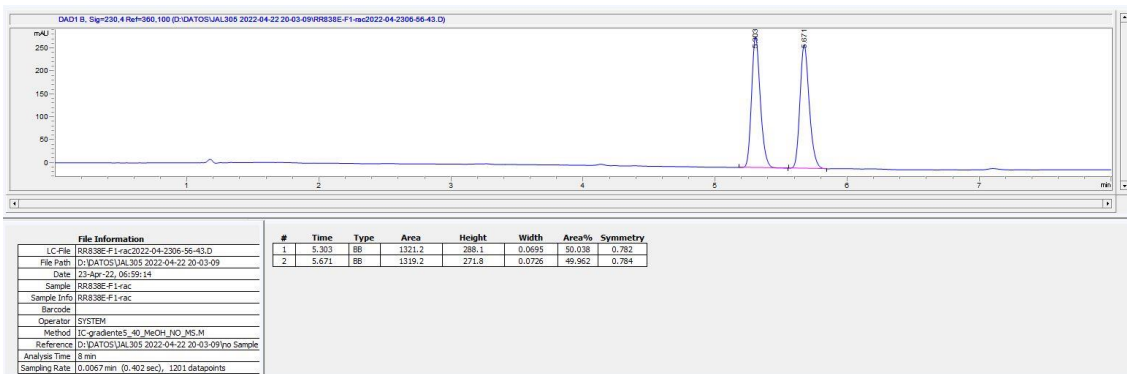 DAD1 B, Sig=230,4 Ref=360,100 (D:\DATOS\JAL305 2022-04-22 20-03-09\RR838E-F1-rac2022-04-2306-56-43.D)
mAU
250
200
150
100
50
0
5.303
5.671
1 2 3 4 5 6 7 min
File Information
LC-File RR838E-F1-rac2022-04-2306-56-43.D
File Path D:\DATOS\JAL305 2022-04-22 20-03-09\
Date 23-Apr-22, 06:59:14
Sample RR838E-F1-rac
Sample Info RR838E-F1-rac
Barcode
Operator SYSTEM
Method IC-gradiente5_40_MeOH_NO_MS.M
Reference D:\DATOS\JAL305 2022-04-22 20-03-09\no Sample
Analysis Time 8 min
Sampling Rate 0.0067 min (0.402 sec), 1201 datapoints
# Time Type Area Height Width Area% Symmetry
1 5.303 BB 1321.2 288.1 0.0695 50.038 0.782
2 5.671 BB 1319.2 271.8 0.0726 49.962 0.784